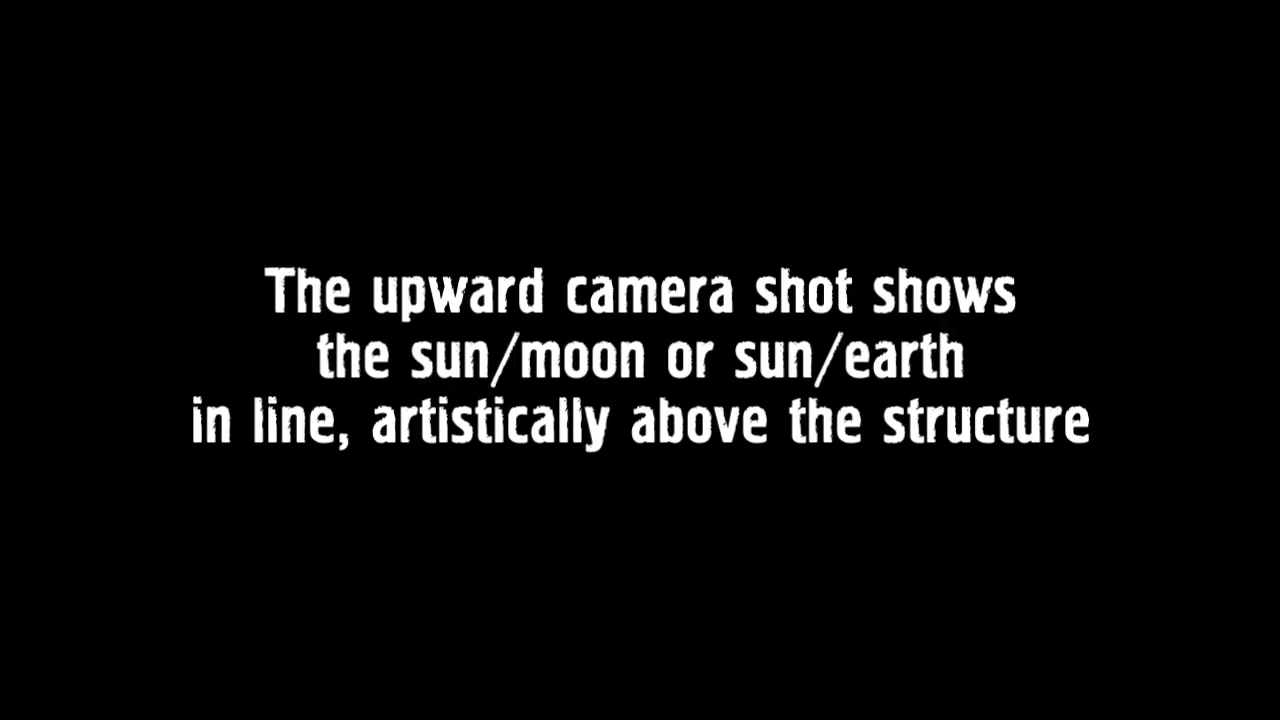 The upward camera shot shows
the sun/moon or sun/earth
in line, artistically above the structure